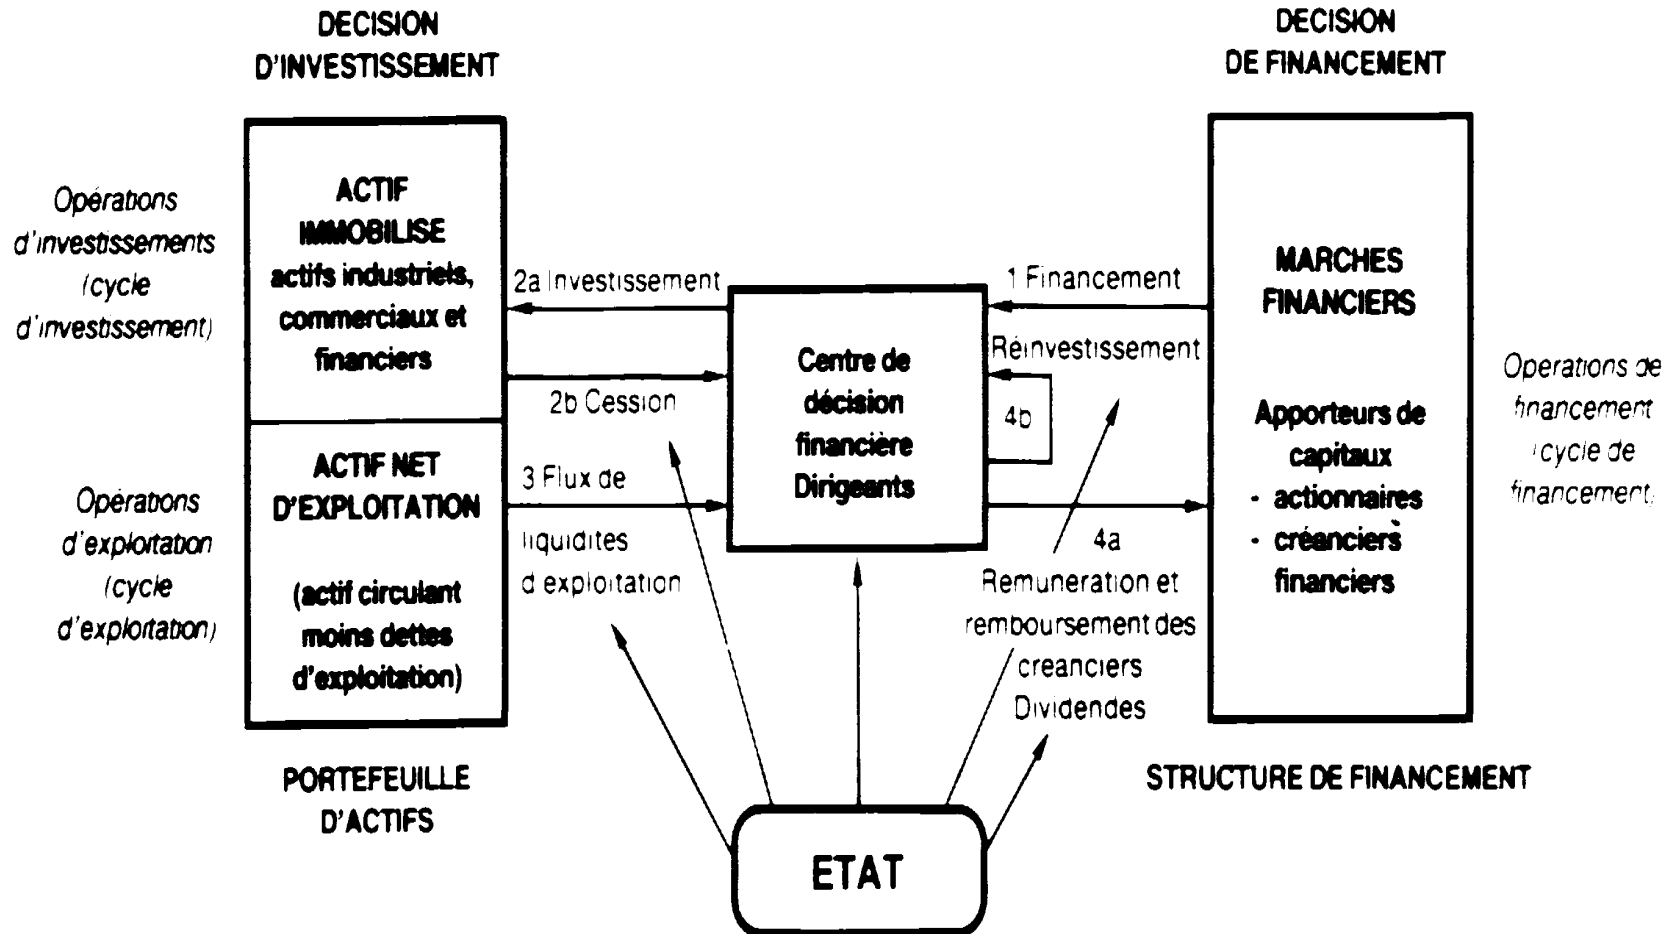 DECISION
D'INVESTISSEMENT
DECISION
DE FINANCEMENT
Opérations
d'investissements
(cycle
d'investissement)
ACTIF
IMMOBILISE
actifs industriels,
commerciaux et
financiers
2a Investissement
2b Cession
Opérations
d'exploitation
(cycle
d'exploitation)
ACTIF NET
D'EXPLOITATION
(actif circulant
moins dettes
d'exploitation)
3 Flux de
liquidites
d exploitation
Centre de
décision
financière
Dirigeants
1 Financement
Réinvestissement
4b
4a
Remuneration et
remboursement des
creanciers
Dividendes
MARCHES
FINANCIERS
Apporteurs de
capitaux
- actionnaires
- créanciers
financiers
Operations de
financement
(cycle de
financement)
PORTEFEUILLE
D'ACTIFS
STRUCTURE DE FINANCEMENT
ETAT